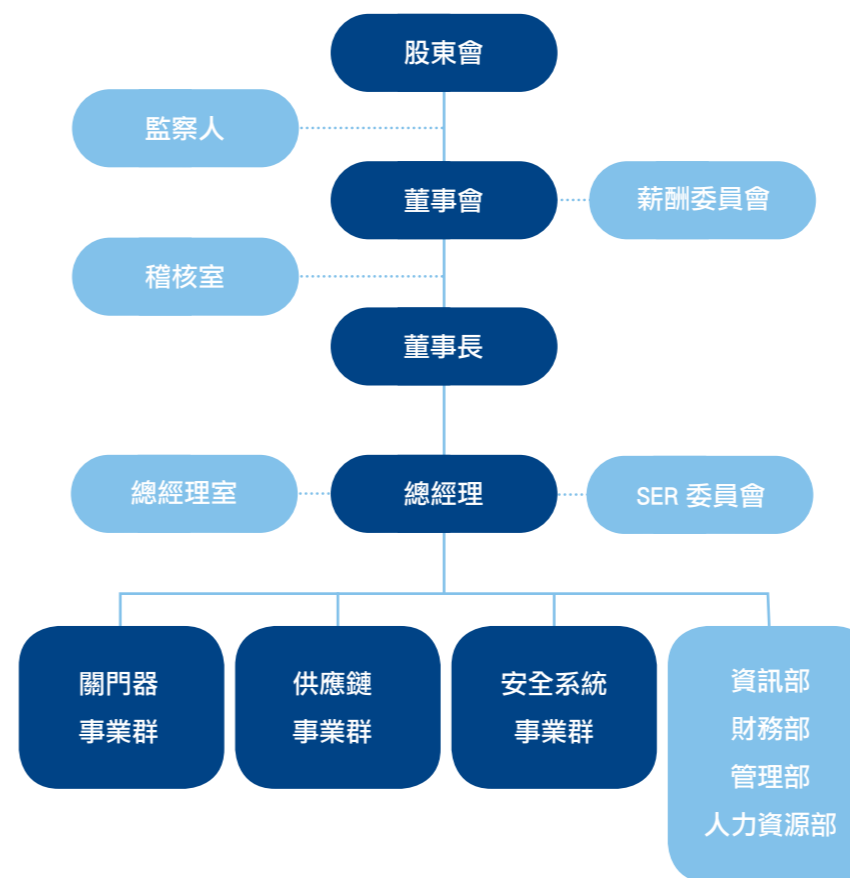 股東會
監察人
董事會
薪酬委員會
稽核室
董事長
總經理室
總經理
SER 委員會
關門器
事業群
供應鏈
事業群
安全系統
事業群
資訊部
財務部
管理部
人力資源部